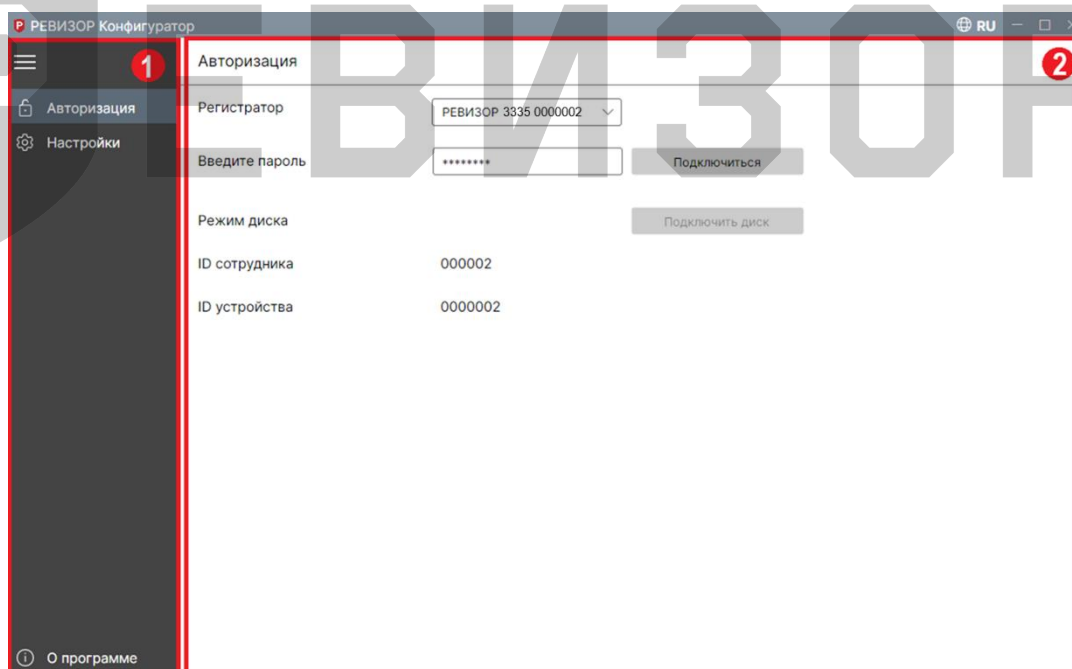 РЕВИЗОР
Р РЕВИЗОР Конфигуратор RU
1
2
Авторизация
Настройки
О программе
Авторизация
Регистратор РЕВИЗОР 3335 0000002
Введите пароль ******** Подключиться
Режим диска Подключить диск
ID сотрудника 000002
ID устройства 0000002